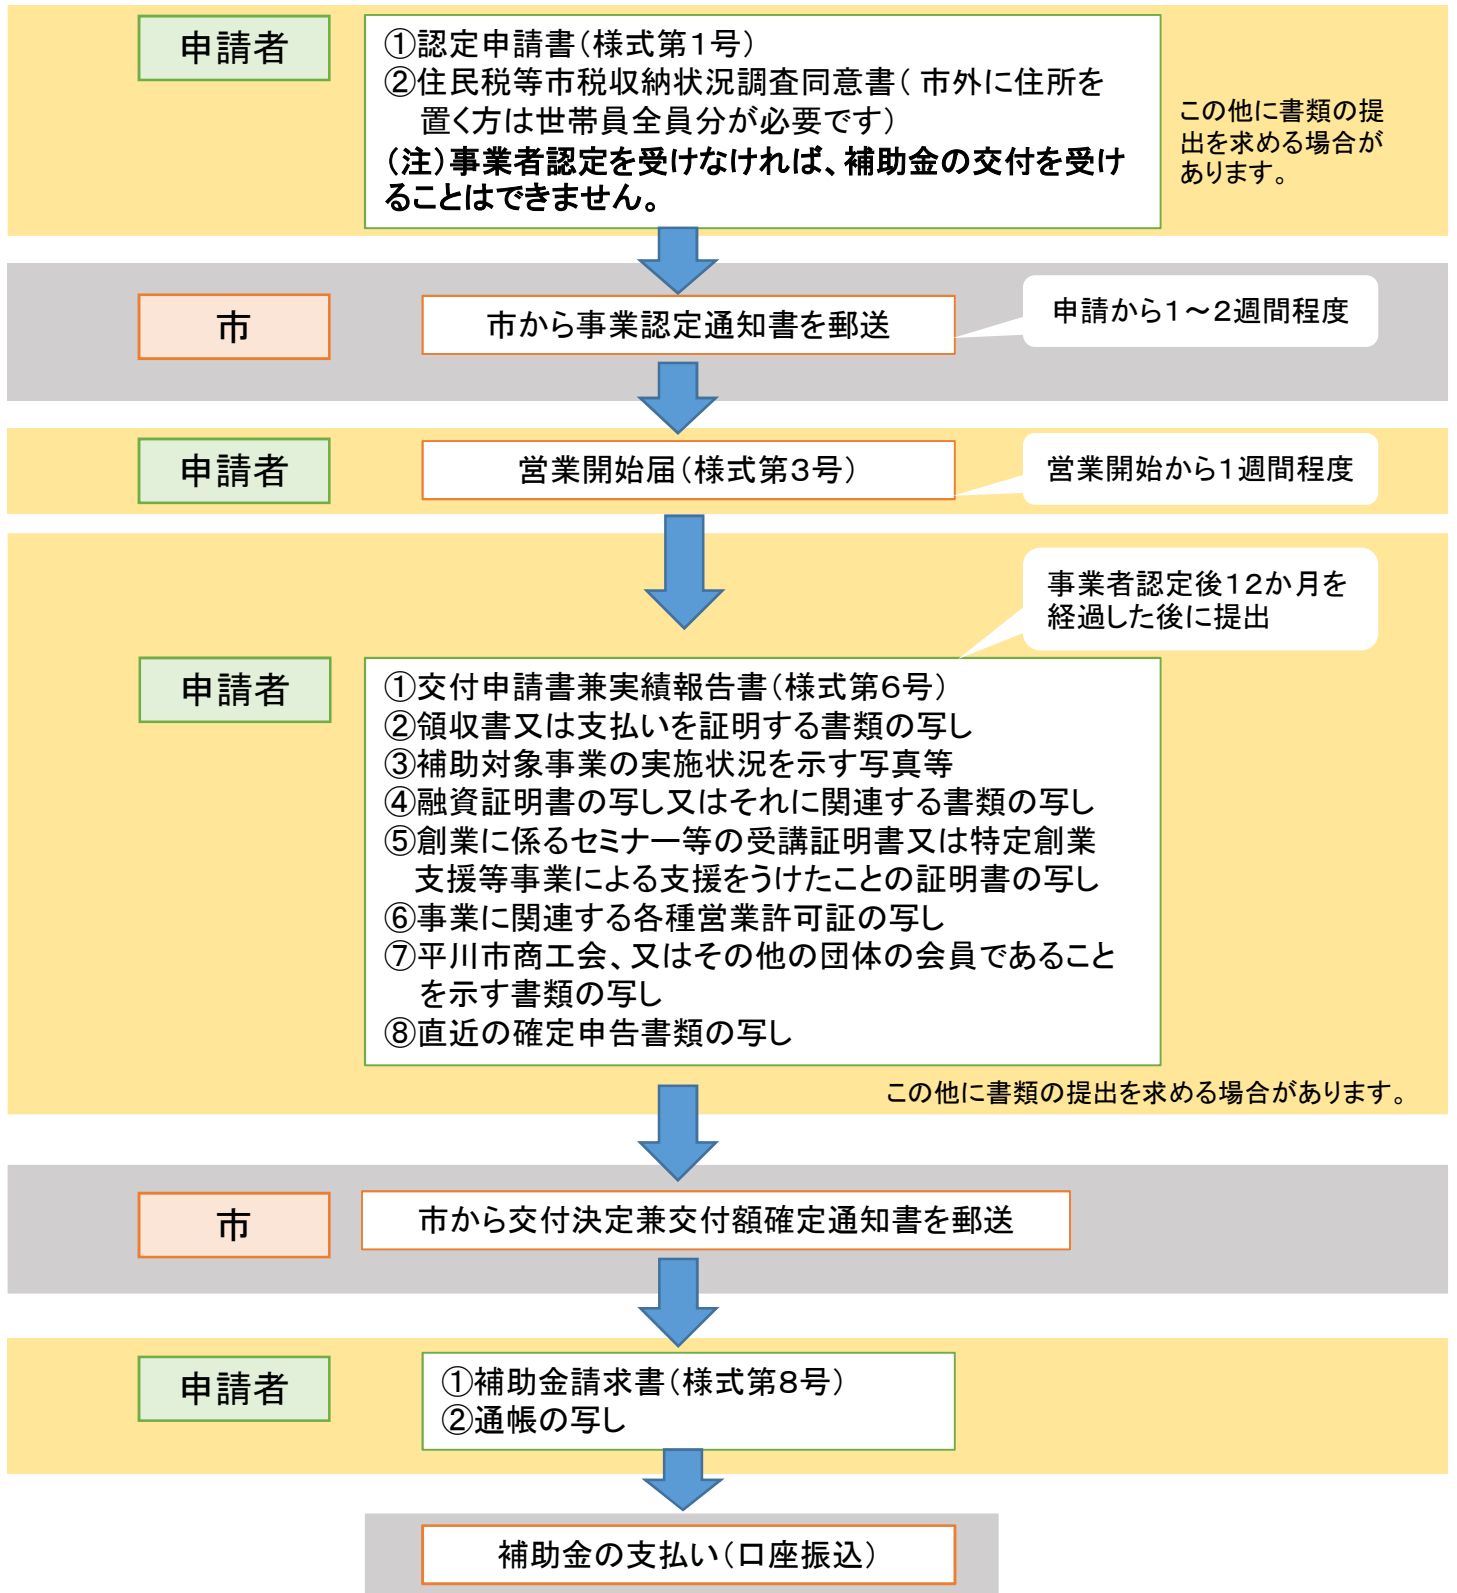 申請者
①認定申請書(様式第1号)
②住民税等市税収納状況調査同意書( 市外に住所を
置く方は世帯員全員分が必要です)
(注)事業者認定を受けなければ、補助金の交付を受け
ることはできません。
この他に書類の提
出を求める場合が
あります。
市
市から事業認定通知書を郵送
申請から1~2週間程度
申請者
営業開始届(様式第3号)
営業開始から1週間程度
事業者認定後12か月を
経過した後に提出
申請者
①交付申請書兼実績報告書(様式第6号)
②領収書又は支払いを証明する書類の写し
③補助対象事業の実施状況を示す写真等
④融資証明書の写し又はそれに関連する書類の写し
⑤創業に係るセミナー等の受講証明書又は特定創業
支援等事業による支援をうけたことの証明書の写し
⑥事業に関連する各種営業許可証の写し
⑦平川市商工会、又はその他の団体の会員であること
を示す書類の写し
⑧直近の確定申告書類の写し
この他に書類の提出を求める場合があります。
市
市から交付決定兼交付額確定通知書を郵送
申請者
①補助金請求書(様式第8号)
②通帳の写し
補助金の支払い(口座振込)